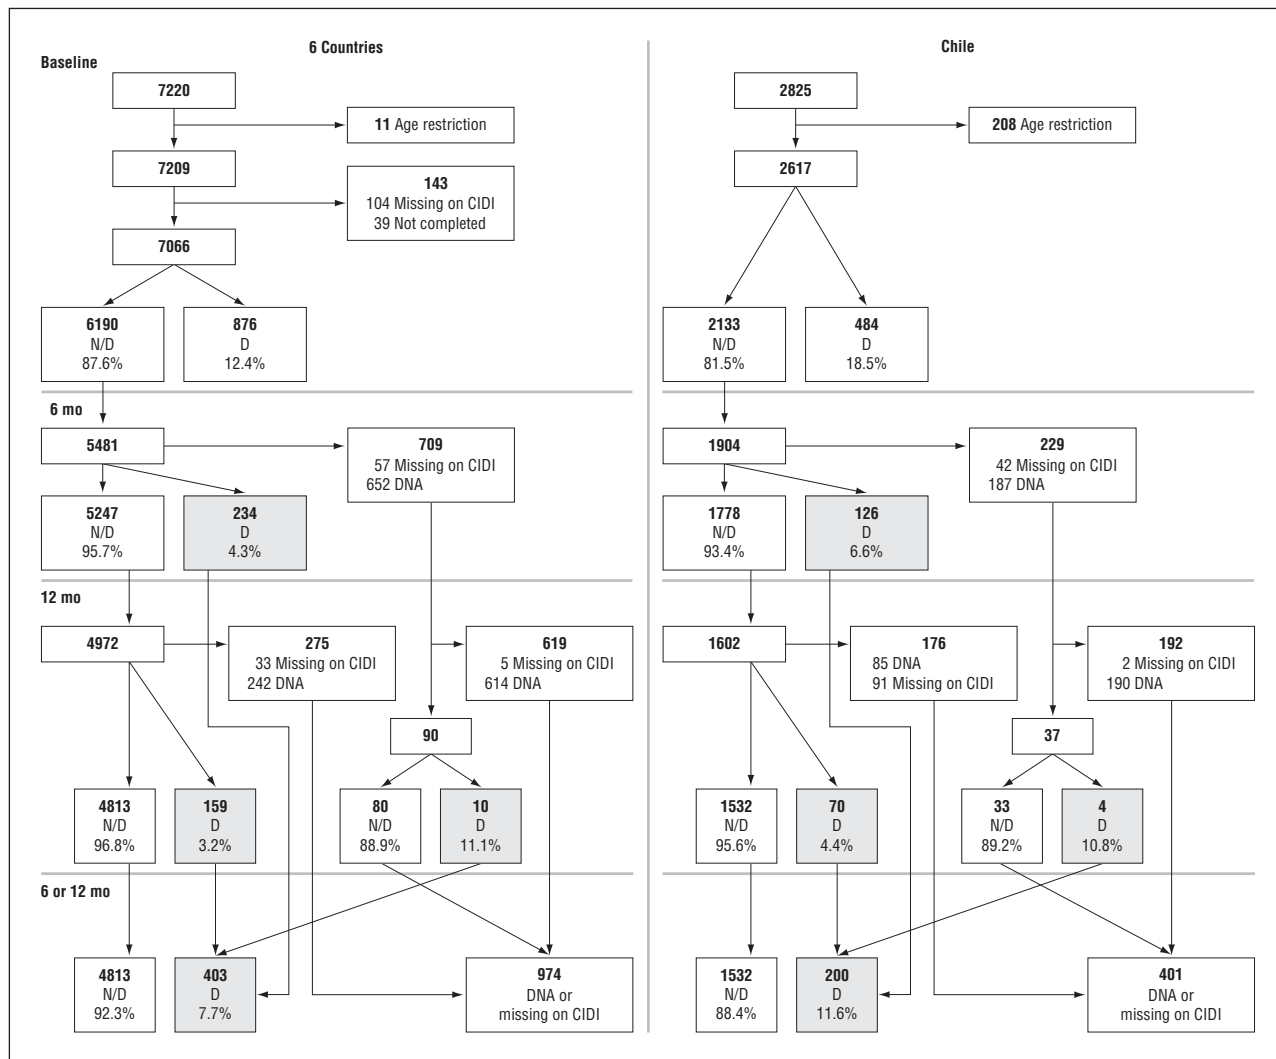 6 Countries
Baseline
7220
11 Age restriction
7209
143
104 Missing on CIDI
39 Not completed
7066
6190
N/D
87.6%
876
D
12.4%
6 mo
5481
709
57 Missing on CIDI
652 DNA
5247
N/D
95.7%
234
D
4.3%
12 mo
4972
275
33 Missing on CIDI
242 DNA
619
5 Missing on CIDI
614 DNA
90
4813
N/D
96.8%
159
D
3.2%
80
N/D
88.9%
10
D
11.1%
6 or 12 mo
4813
N/D
92.3%
403
D
7.7%
974
DNA or
missing on CIDI
Chile
2825
208 Age restriction
2617
2133
N/D
81.5%
484
D
18.5%
1904
229
42 Missing on CIDI
187 DNA
1778
N/D
93.4%
126
D
6.6%
1602
176
85 DNA
91 Missing on CIDI
192
2 Missing on CIDI
190 DNA
37
1532
N/D
95.6%
70
D
4.4%
33
N/D
89.2%
4
D
10.8%
1532
N/D
88.4%
200
D
11.6%
401
DNA or
missing on CIDI